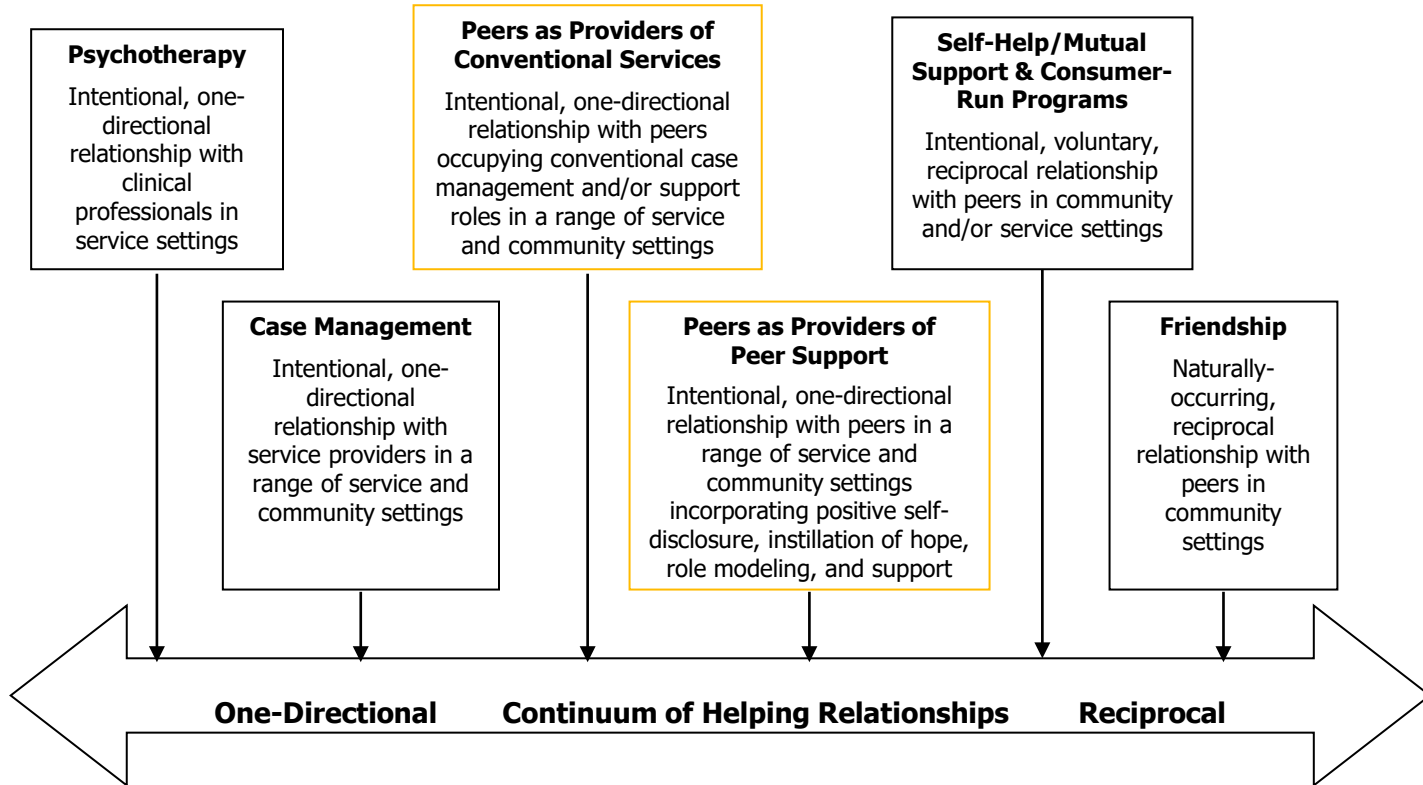 Psychotherapy
Intentional, one-
directional
relationship with
clinical
professionals in
service settings
Peers as Providers of
Conventional Services
Intentional, one-directional
relationship with peers
occupying conventional case
management and/or support
roles in a range of service
and community settings
Self-Help/Mutual
Support & Consumer-
Run Programs
Intentional, voluntary,
reciprocal relationship
with peers in community
and/or service settings
Case Management
Intentional, one-
directional
relationship with
service providers in a
range of service and
community settings
Peers as Providers of
Peer Support
Intentional, one-directional
relationship with peers in a
range of service and
community settings
incorporating positive self-
disclosure, instillation of hope,
role modeling, and support
Friendship
Naturally-
occurring,
reciprocal
relationship with
peers in
community
settings
One-Directional Continuum of Helping Relationships Reciprocal